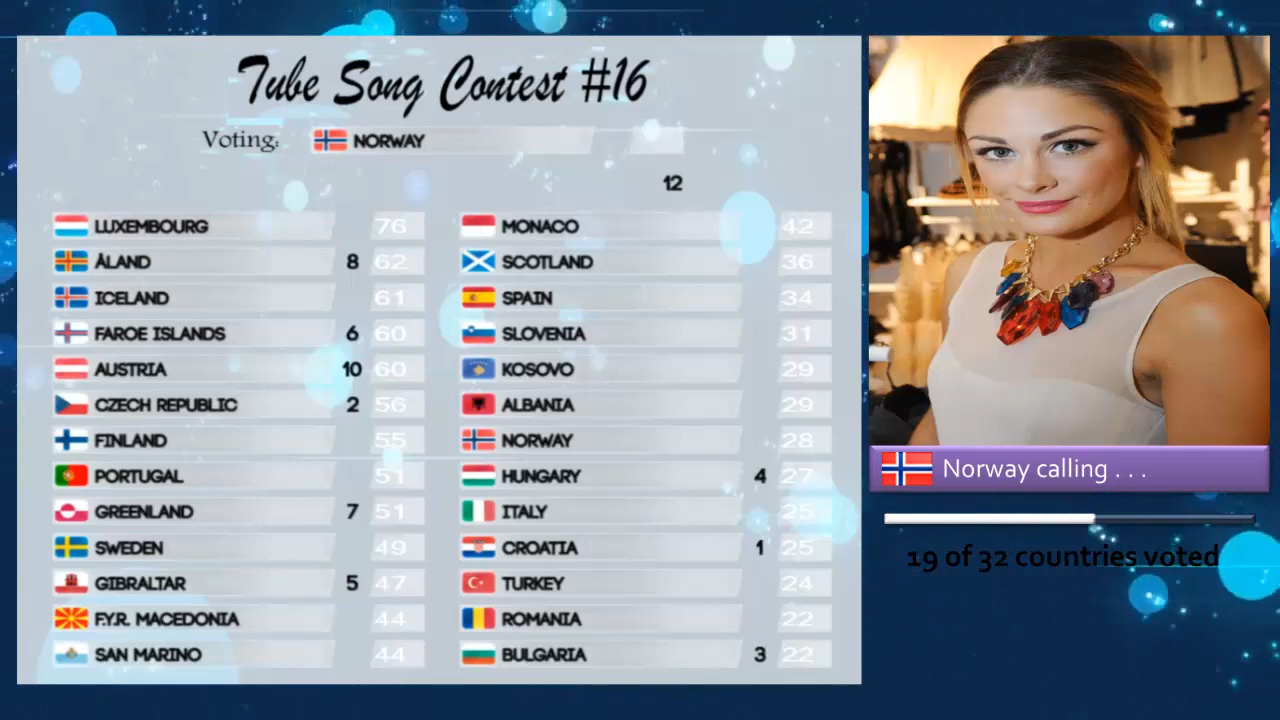 Tube Song Contest #16
Voting: NORWAY
12
LUXEMBOURG 76
ÅLAND 8 62
ICELAND 61
FAROE ISLANDS 6 60
AUSTRIA 10 60
CZECH REPUBLIC 2 56
FINLAND 55
PORTUGAL 51
GREENLAND 7 51
SWEDEN 49
GIBRALTAR 5 47
F.Y.R. MACEDONIA 44
SAN MARINO 44
MONACO 42
SCOTLAND 36
SPAIN 34
SLOVENIA 31
KOSOVO 29
ALBANIA 29
NORWAY 28
HUNGARY 4 27
ITALY 25
CROATIA 1 25
TURKEY 24
ROMANIA 22
BULGARIA 3 22
Norway calling . . .
19 of 32 countries voted